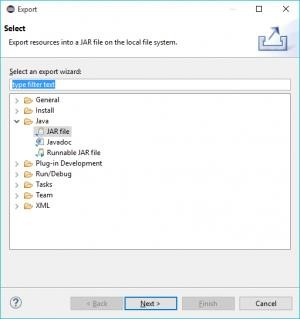 Export
Select
Export resources into a JAR file on the local file system.
Select an export wizard:
type filter text
General
Install
Java
JAR file
Javadoc
Runnable JAR file
Plug-in Development
Run/Debug
Tasks
Team
XML
?
< Back
Next >
Finish
Cancel